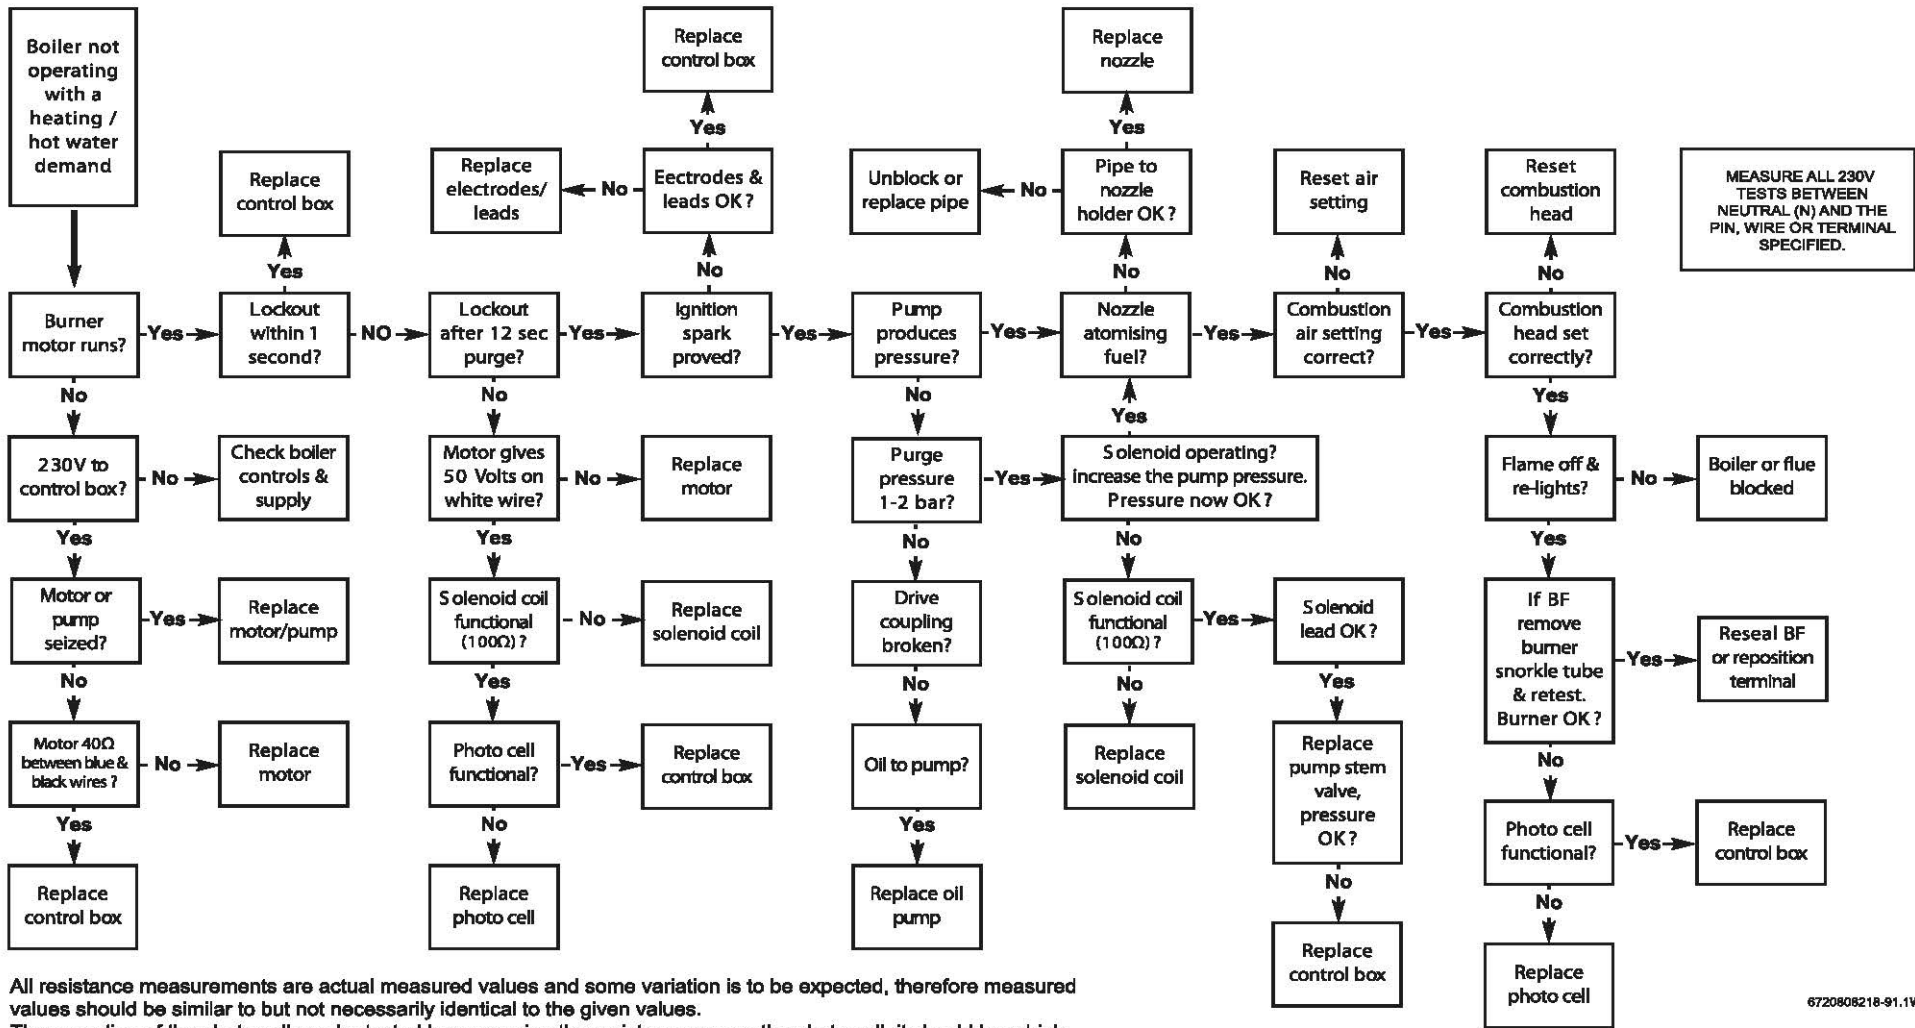 Boiler not
operating
with a
heating /
hot water
demand
Replace
control box
Replace
nozzle
Yes
Yes
Replace
control box
Replace
electrodes/
leads
No
Eectrodes &
leads OK?
Unblock or
replace pipe
No
Pipe to
nozzle
holder OK?
Reset air
setting
Reset
combustion
head
MEASURE ALL 230V
TESTS BETWEEN
NEUTRAL (N) AND THE
PIN, WIRE OR TERMINAL
SPECIFIED.
Yes
No
No
No
No
Burner
motor runs?
Yes
Lockout
within 1
second?
NO
Lockout
after 12 sec
purge?
Yes
Ignition
spark
proved?
Yes
Pump
produces
pressure?
Yes
Nozzle
atomising
fuel?
Yes
Combustion
air setting
correct?
Yes
Combustion
head set
correctly?
No
No
No
Yes
Yes
230V to
control box?
No
Check boiler
controls &
supply
Motor gives
50 Volts on
white wire?
No
Replace
motor
Purge
pressure
1-2 bar?
Yes
Solenoid operating?
increase the pump pressure.
Pressure now OK?
Flame off &
re-lights?
No
Boiler or flue
blocked
Yes
Yes
No
No
Yes
Motor or
pump
seized?
Yes
Replace
motor/pump
Solenoid coil
functional
(100Ω)?
No
Replace
solenoid coil
Drive
coupling
broken?
Solenoid coil
functional
(100Ω)?
Yes
Solenoid
lead OK?
If BF
remove
burner
snorkle tube
& retest.
Burner OK?
Yes
Reseal BF
or reposition
terminal
No
Yes
No
No
Yes
Motor 40Ω
between blue &
black wires ?
No
Replace
motor
Photo cell
functional?
Yes
Replace
control box
Oil to pump?
Replace
solenoid coil
Replace
pump stem
valve,
pressure
OK?
No
Yes
No
Yes
Photo cell
functional?
Yes
Replace
control box
Replace
control box
Replace
photo cell
Replace oil
pump
No
Replace
control box
No
Replace
photo cell
All resistance measurements are actual measured values and some variation is to be expected, therefore measured
values should be similar to but not necessarily identical to the given values.
6720806218-91.1W